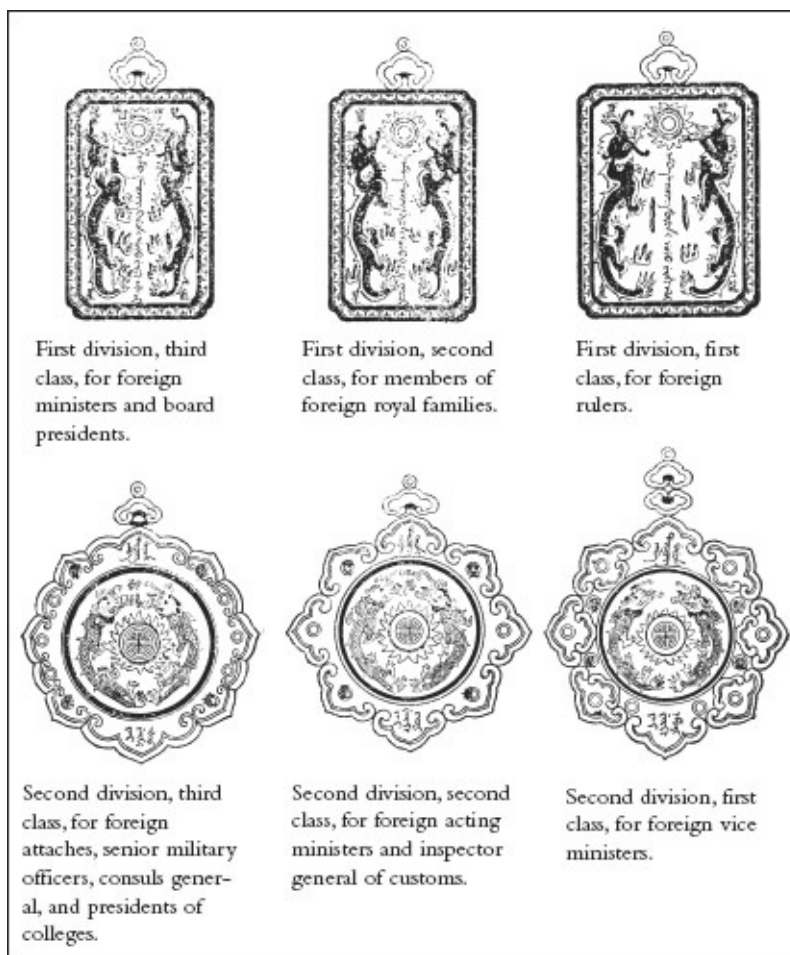 First division, third
class, for foreign
ministers and board
presidents.
First division, second
class, for members of
foreign royal families.
First division, first
class, for foreign
rulers.
Second division, third
class, for foreign
attaches, senior military
officers, consuls gener-
al, and presidents of
colleges.
Second division, second
class, for foreign acting
ministers and inspector
general of customs.
Second division, first
class, for foreign vice
ministers.